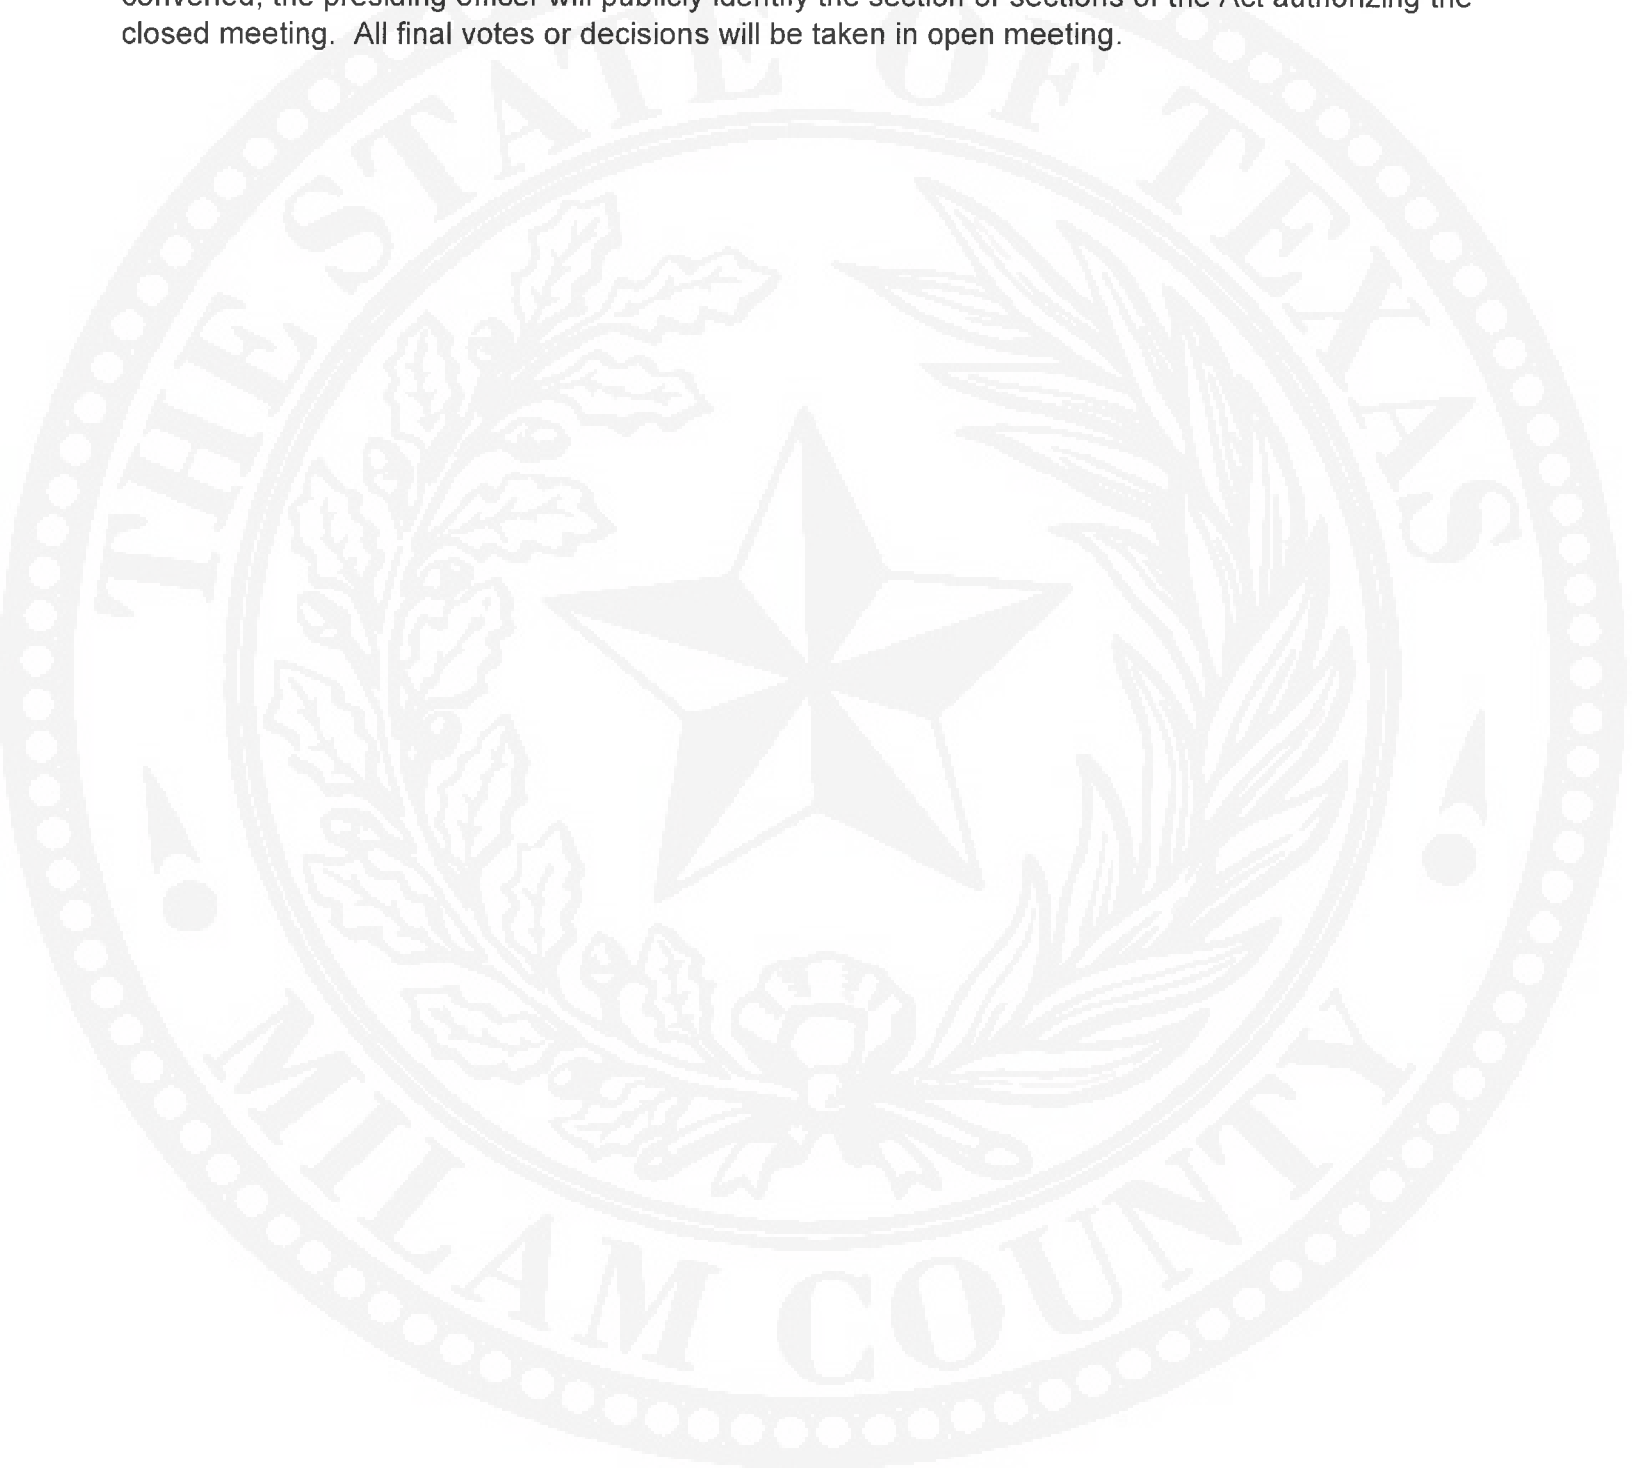 convened, the presiding officer will publicly identify the section or sections of the Act authorizing the
closed meeting.  All final votes or decisions will be taken in open meeting.
THE STATE OF TEXAS
MILAM COUNTY